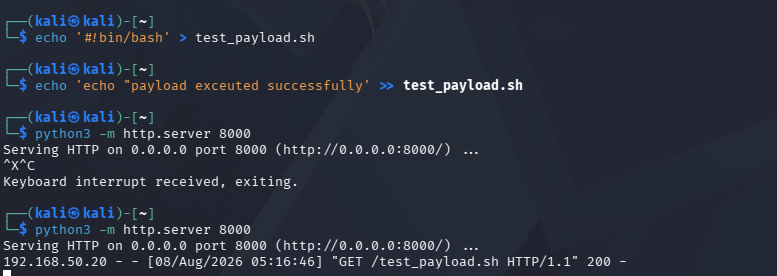 ┌──(kali㉿kali)-[~]
└─$ echo '#!bin/bash' > test_payload.sh
┌──(kali㉿kali)-[~]
└─$ echo 'echo "payload exceuted successfully' >> test_payload.sh
┌──(kali㉿kali)-[~]
└─$ python3 -m http.server 8000
Serving HTTP on 0.0.0.0 port 8000 (http://0.0.0.0:8000/) ...
^X^C
Keyboard interrupt received, exiting.
┌──(kali㉿kali)-[~]
└─$ python3 -m http.server 8000
Serving HTTP on 0.0.0.0 port 8000 (http://0.0.0.0:8000/) ...
192.168.50.20 - - [08/Aug/2026 05:16:46] "GET /test_payload.sh HTTP/1.1" 200 -